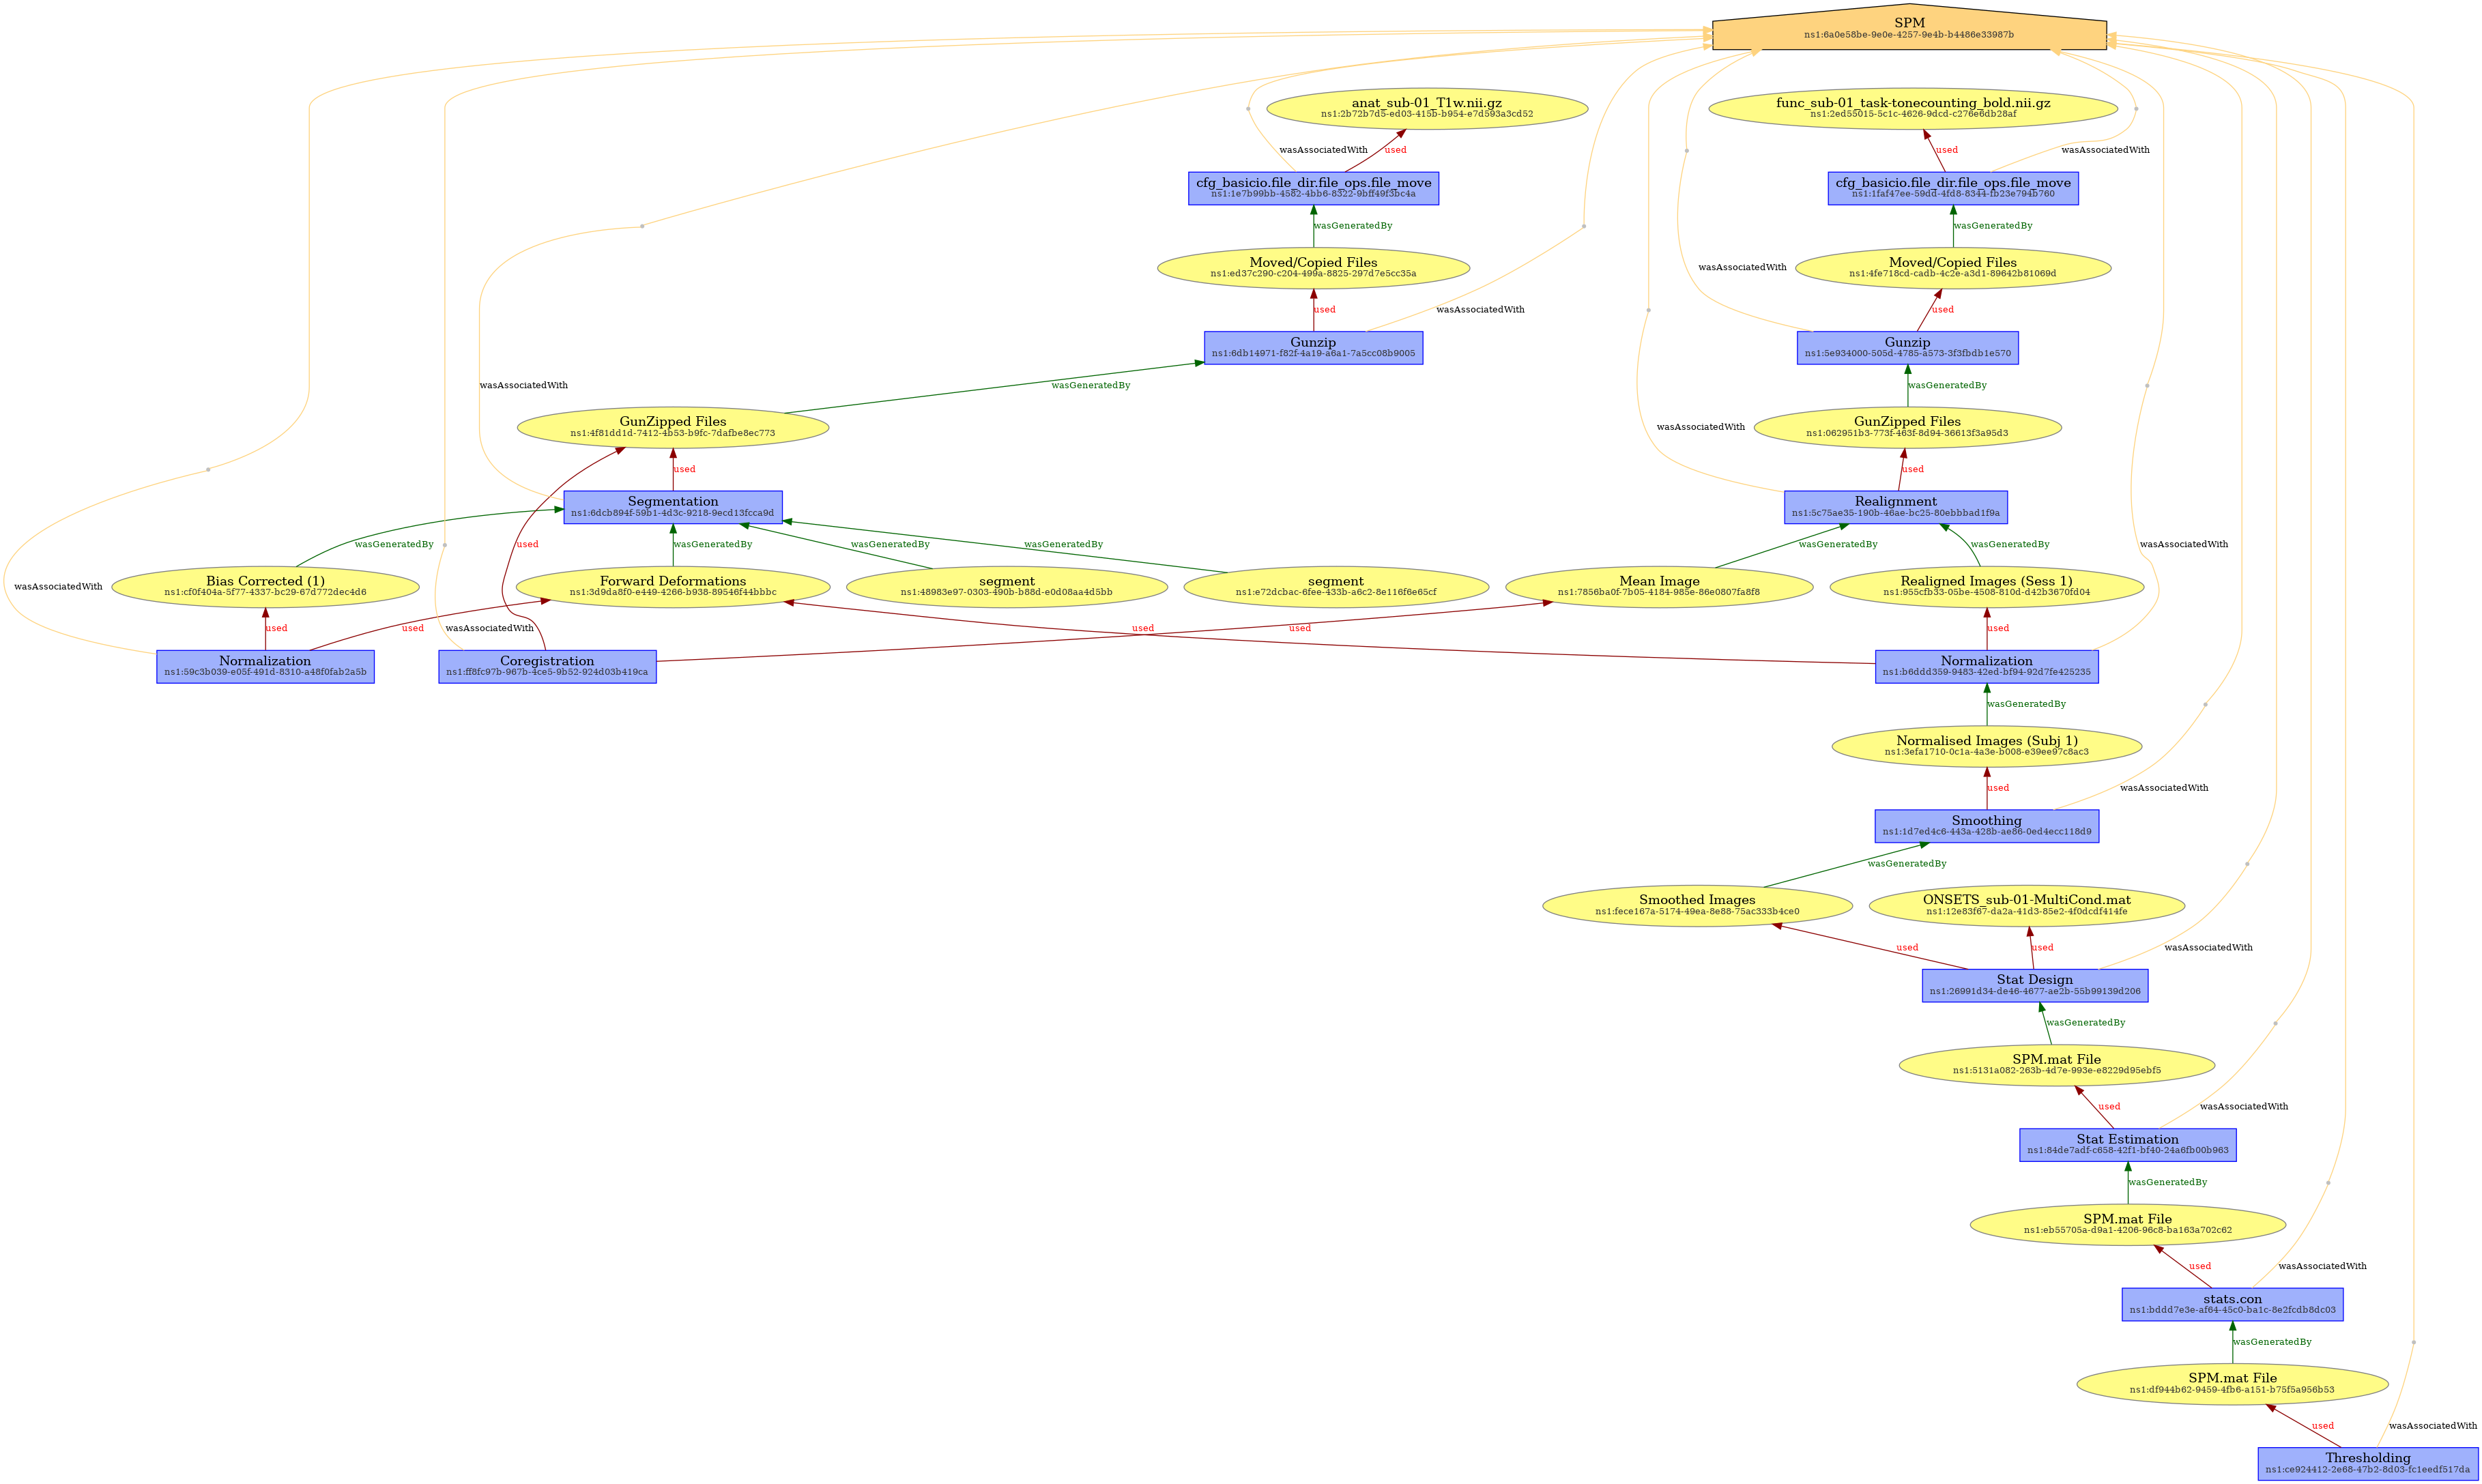 SPM
ns1:6a0e58be-9e0e-4257-9e4b-b4486e33987b
anat_sub-01_T1w.nii.gz
ns1:2b72b7d5-ed03-415b-b954-e7d593a3cd52
func_sub-01_task-tonecounting_bold.nii.gz
ns1:2ed55015-5c1c-4626-9dcd-c276e6db28af
wasAssociatedWith
used
used
wasAssociatedWith
cfg_basicio.file_dir.file_ops.file_move
ns1:1e7b99bb-4582-4bb6-8322-9bff49f3bc4a
cfg_basicio.file_dir.file_ops.file_move
ns1:1faf47ee-59dd-4fd8-8344-fb23e794b760
wasGeneratedBy
wasGeneratedBy
Moved/Copied Files
ns1:ed37c290-c204-499a-8825-297d7e5cc35a
wasAssociatedWith
Moved/Copied Files
ns1:4fe718cd-cadb-4c2e-a3d1-89642b81069d
used
wasAssociatedWith
used
Gunzip
ns1:6db14971-f82f-4a19-a6a1-7a5cc08b9005
Gunzip
ns1:5e934000-505d-4785-a573-3f3fbdb1e570
wasAssociatedWith
wasGeneratedBy
wasGeneratedBy
GunZipped Files
ns1:4f81dd1d-7412-4b53-b9fc-7dafbe8ec773
wasAssociatedWith
GunZipped Files
ns1:062951b3-773f-463f-8d94-36613f3a95d3
used
used
Segmentation
ns1:6dcb894f-59b1-4d3c-9218-9ecd13fcca9d
Realignment
ns1:5c75ae35-190b-46ae-bc25-80ebbbad1f9a
wasGeneratedBy
used
wasGeneratedBy
wasGeneratedBy
wasGeneratedBy
wasGeneratedBy
wasGeneratedBy
wasAssociatedWith
wasAssociatedWith
Bias Corrected (1)
ns1:cf0f404a-5f77-4337-bc29-67d772dec4d6
Forward Deformations
ns1:3d9da8f0-e449-4266-b938-89546f44bbbc
segment
ns1:48983e97-0303-490b-b88d-e0d08aa4d5bb
segment
ns1:e72dcbac-6fee-433b-a6c2-8e116f6e65cf
Mean Image
ns1:7856ba0f-7b05-4184-985e-86e0807fa8f8
Realigned Images (Sess 1)
ns1:955cfb33-05be-4508-810d-d42b3670fd04
used
used
wasAssociatedWith
used
used
used
Normalization
ns1:59c3b039-e05f-491d-8310-a48f0fab2a5b
Coregistration
ns1:ff8fc97b-967b-4ce5-9b52-924d03b419ca
Normalization
ns1:b6ddd359-9483-42ed-bf94-92d7fe425235
wasGeneratedBy
Normalised Images (Subj 1)
ns1:3efa1710-0c1a-4a3e-b008-e39ee97c8ac3
used
wasAssociatedWith
Smoothing
ns1:1d7ed4c6-443a-428b-ae86-0ed4ecc118d9
wasGeneratedBy
Smoothed Images
ns1:fece167a-5174-49ea-8e88-75ac333b4ce0
ONSETS_sub-01-MultiCond.mat
ns1:12e83f67-da2a-41d3-85e2-4f0dcdf414fe
used
used
wasAssociatedWith
Stat Design
ns1:26991d34-de46-4677-ae2b-55b99139d206
wasGeneratedBy
SPM.mat File
ns1:5131a082-263b-4d7e-993e-e8229d95ebf5
used
wasAssociatedWith
Stat Estimation
ns1:84de7adf-c658-42f1-bf40-24a6fb00b963
wasGeneratedBy
SPM.mat File
ns1:eb55705a-d9a1-4206-96c8-ba163a702c62
used
wasAssociatedWith
stats.con
ns1:bddd7e3e-af64-45c0-ba1c-8e2fcdb8dc03
wasGeneratedBy
SPM.mat File
ns1:df944b62-9459-4fb6-a151-b75f5a956b53
used
wasAssociatedWith
Thresholding
ns1:ce924412-2e68-47b2-8d03-fc1eedf517da